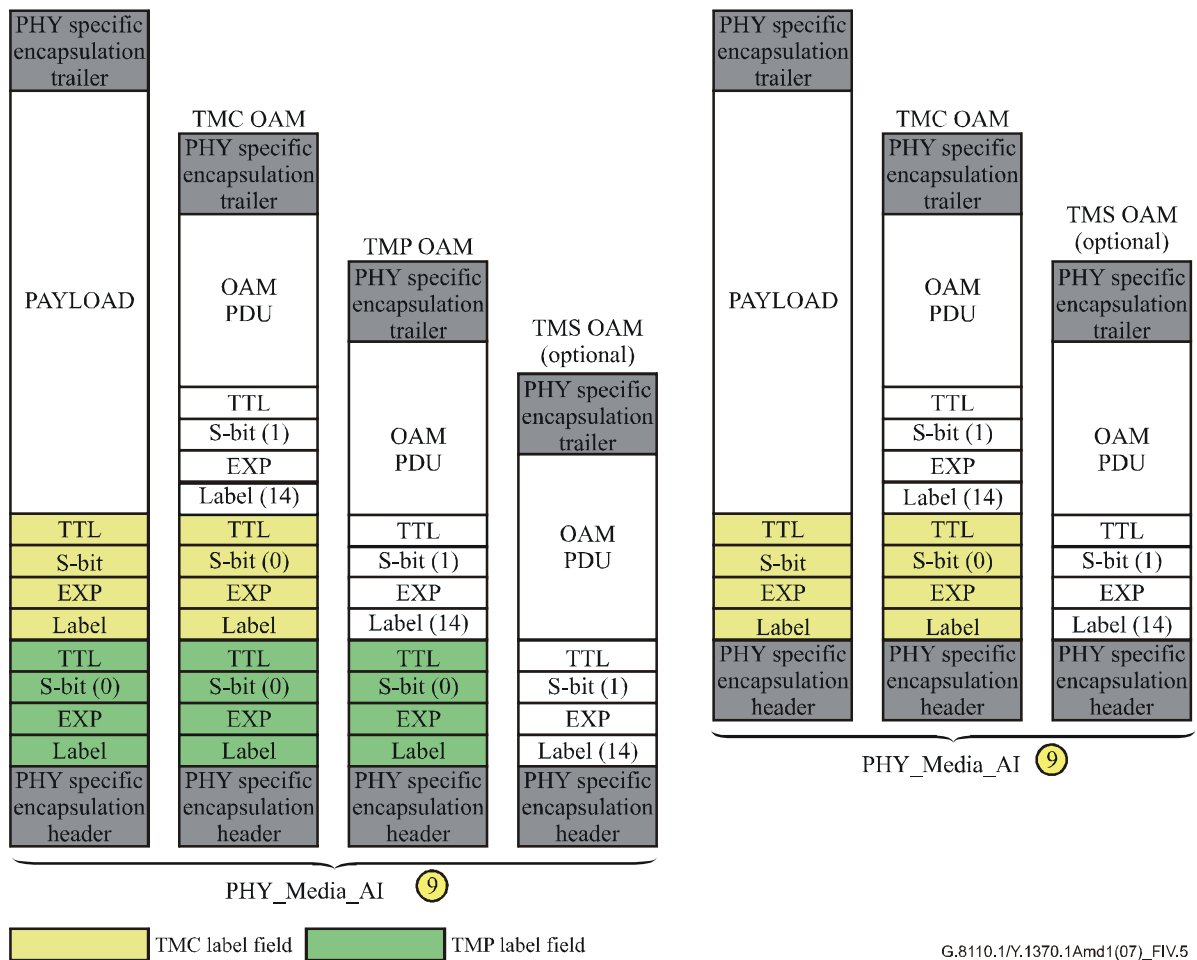 PHY specific
encapsulation
trailer
PAYLOAD
TTL
S-bit
EXP
Label
TTL
S-bit (0)
EXP
Label
PHY specific
encapsulation
header
TMC OAM
PHY specific
encapsulation
trailer
OAM
PDU
TTL
S-bit (1)
EXP
Label (14)
TTL
S-bit (0)
EXP
Label
TTL
S-bit (0)
EXP
Label
PHY specific
encapsulation
header
TMP OAM
PHY specific
encapsulation
trailer
OAM
PDU
TTL
S-bit (1)
EXP
Label (14)
TTL
S-bit (0)
EXP
Label
PHY specific
encapsulation
header
TMS OAM
(optional)
PHY specific
encapsulation
trailer
OAM
PDU
TTL
S-bit (1)
EXP
Label (14)
PHY specific
encapsulation
header
PHY_Media_AI 9
PHY specific
encapsulation
trailer
PAYLOAD
TTL
S-bit
EXP
Label
PHY specific
encapsulation
header
TMC OAM
PHY specific
encapsulation
trailer
OAM
PDU
TTL
S-bit (1)
EXP
Label (14)
TTL
S-bit (0)
EXP
Label
PHY specific
encapsulation
header
TMS OAM
(optional)
PHY specific
encapsulation
trailer
OAM
PDU
TTL
S-bit (1)
EXP
Label (14)
PHY specific
encapsulation
header
PHY_Media_AI 9
TMC label field
TMP label field
G.8110.1/Y.1370.1Amd1(07)_FIV.5